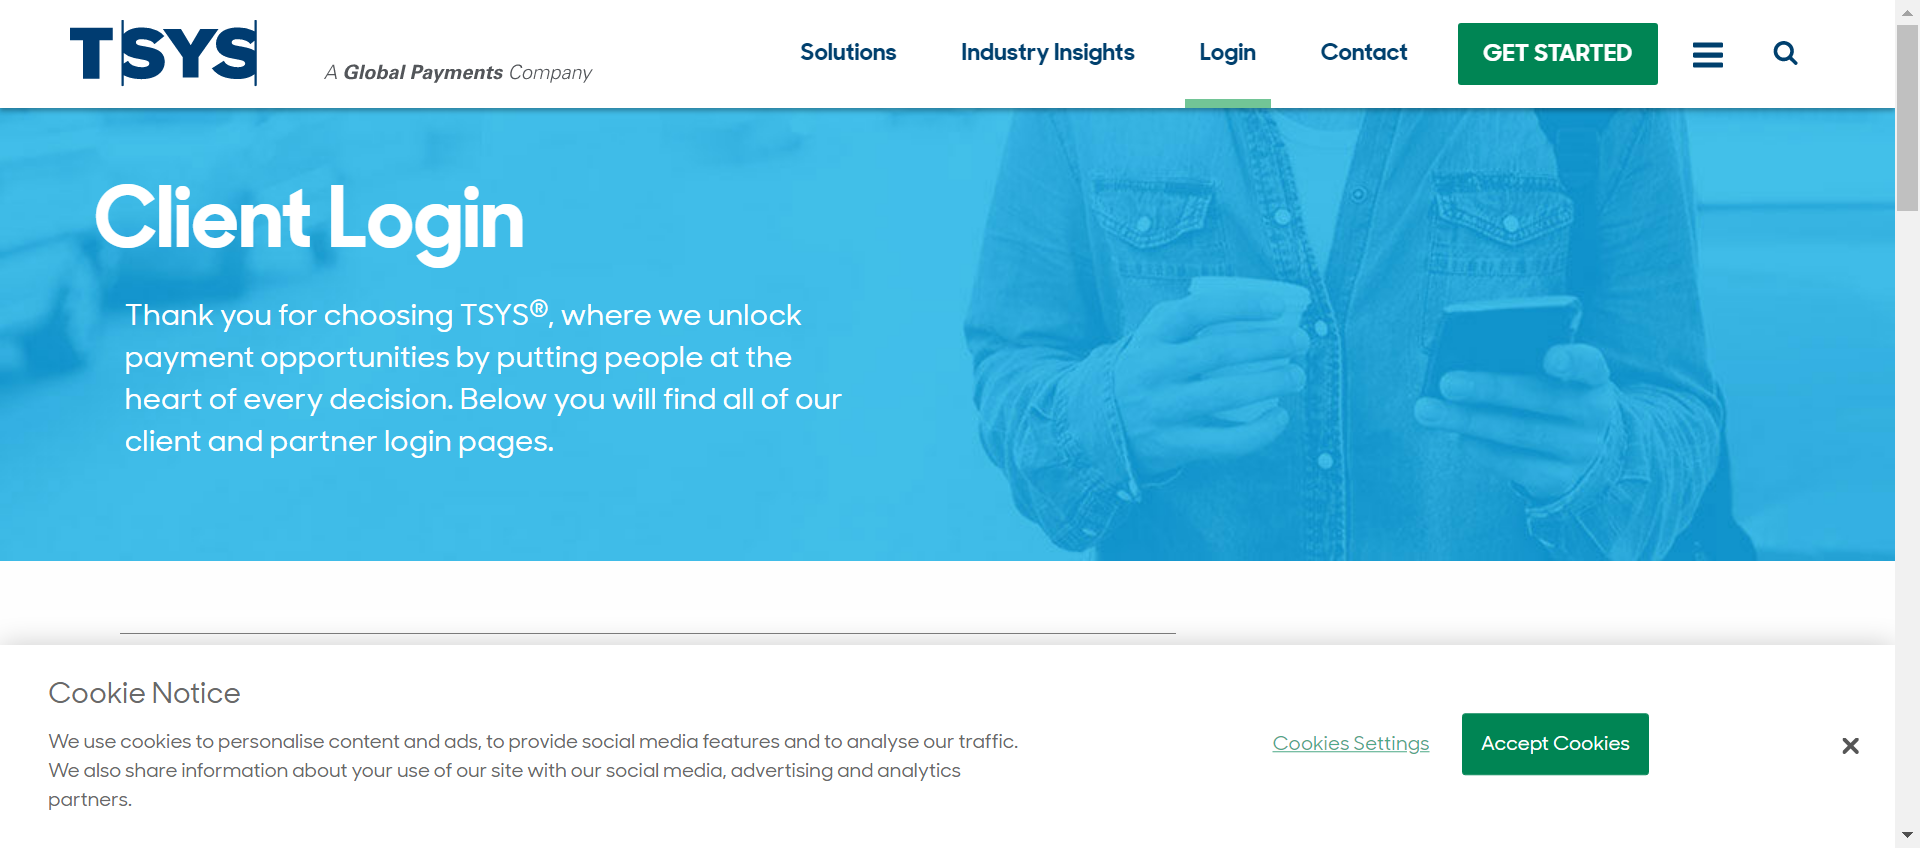 TSYS
A Global Payments Company
Solutions
Industry Insights
Login
Contact
GET STARTED
Client Login
Thank you for choosing TSYS®, where we unlock
payment opportunities by putting people at the
heart of every decision. Below you will find all of our
client and partner login pages.
Cookie Notice
We use cookies to personalise content and ads, to provide social media features and to analyse our traffic.
We also share information about your use of our site with our social media, advertising and analytics
partners.
Cookies Settings
Accept Cookies